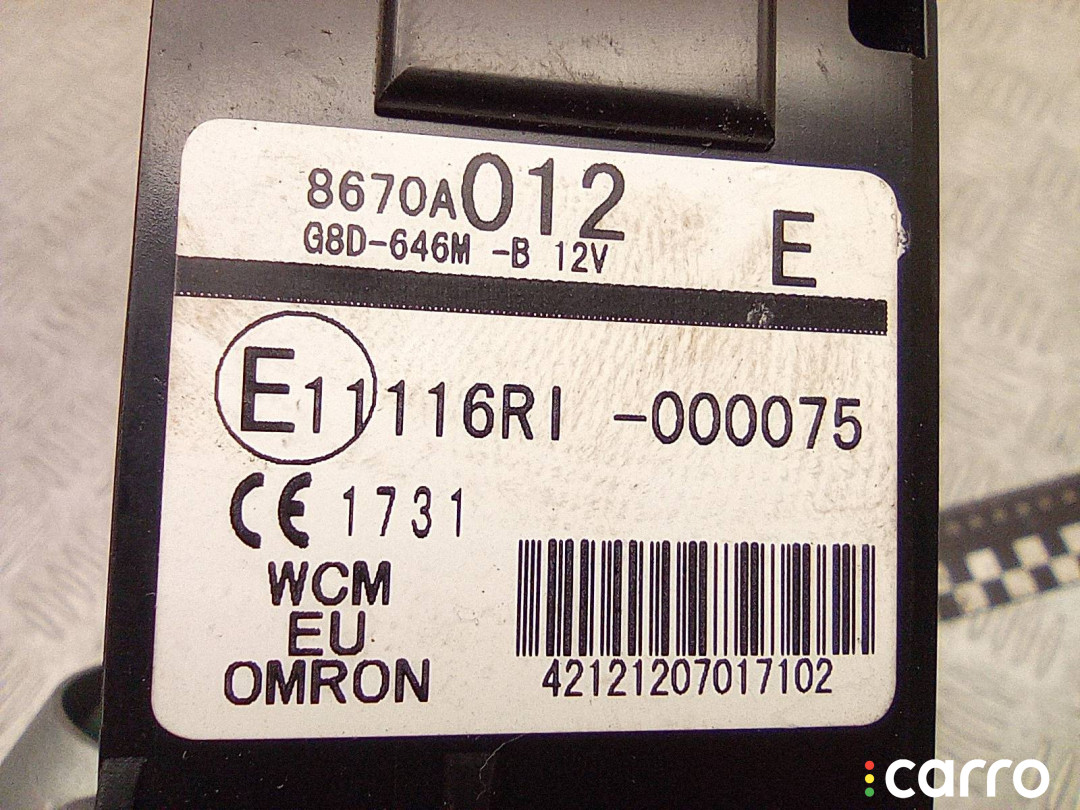 8670A012
G8D-646M -B 12V
E
E11 116RI -000075
CE 1731
WCM
EU
OMRON
42121207017102
carro